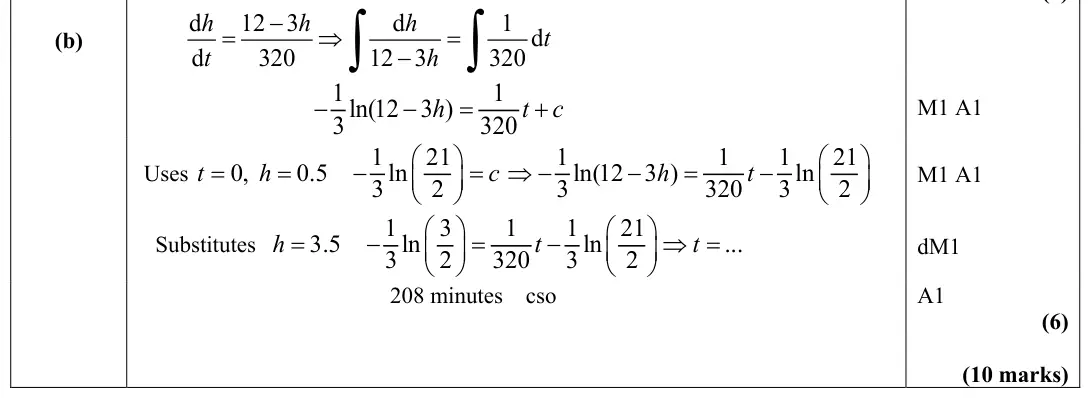 (b) dh/dt = (12 − 3h)/320 ⇒ ∫ dh/(12 − 3h) = ∫ 1/320 dt
−1/3 ln(12 − 3h) = 1/320 t + c M1 A1
Uses t = 0, h = 0.5 −1/3 ln(21/2) = c ⇒ −1/3 ln(12 − 3h) = 1/320 t − 1/3 ln(21/2) M1 A1
Substitutes h = 3.5 −1/3 ln(3/2) = 1/320 t − 1/3 ln(21/2) ⇒ t = ... dM1
208 minutes cso A1
(6)
(10 marks)